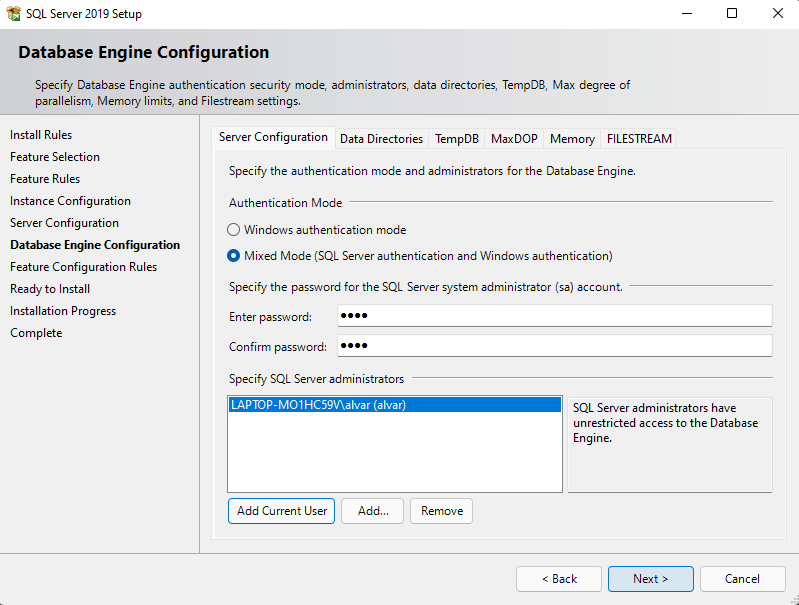 SQL Server 2019 Setup
Database Engine Configuration
Specify Database Engine authentication security mode, administrators, data directories, TempDB, Max degree of
parallelism, Memory limits, and Filestream settings.
Install Rules
Feature Selection
Feature Rules
Instance Configuration
Server Configuration
Database Engine Configuration
Feature Configuration Rules
Ready to Install
Installation Progress
Complete
Server Configuration Data Directories TempDB MaxDOP Memory FILESTREAM
Specify the authentication mode and administrators for the Database Engine.
Authentication Mode
Windows authentication mode
Mixed Mode (SQL Server authentication and Windows authentication)
Specify the password for the SQL Server system administrator (sa) account.
Enter password: ●●●●
Confirm password: ●●●●
Specify SQL Server administrators
LAPTOP-MO1HC59V\alvar (alvar)
SQL Server administrators have
unrestricted access to the Database
Engine.
Add Current User Add... Remove
< Back Next > Cancel